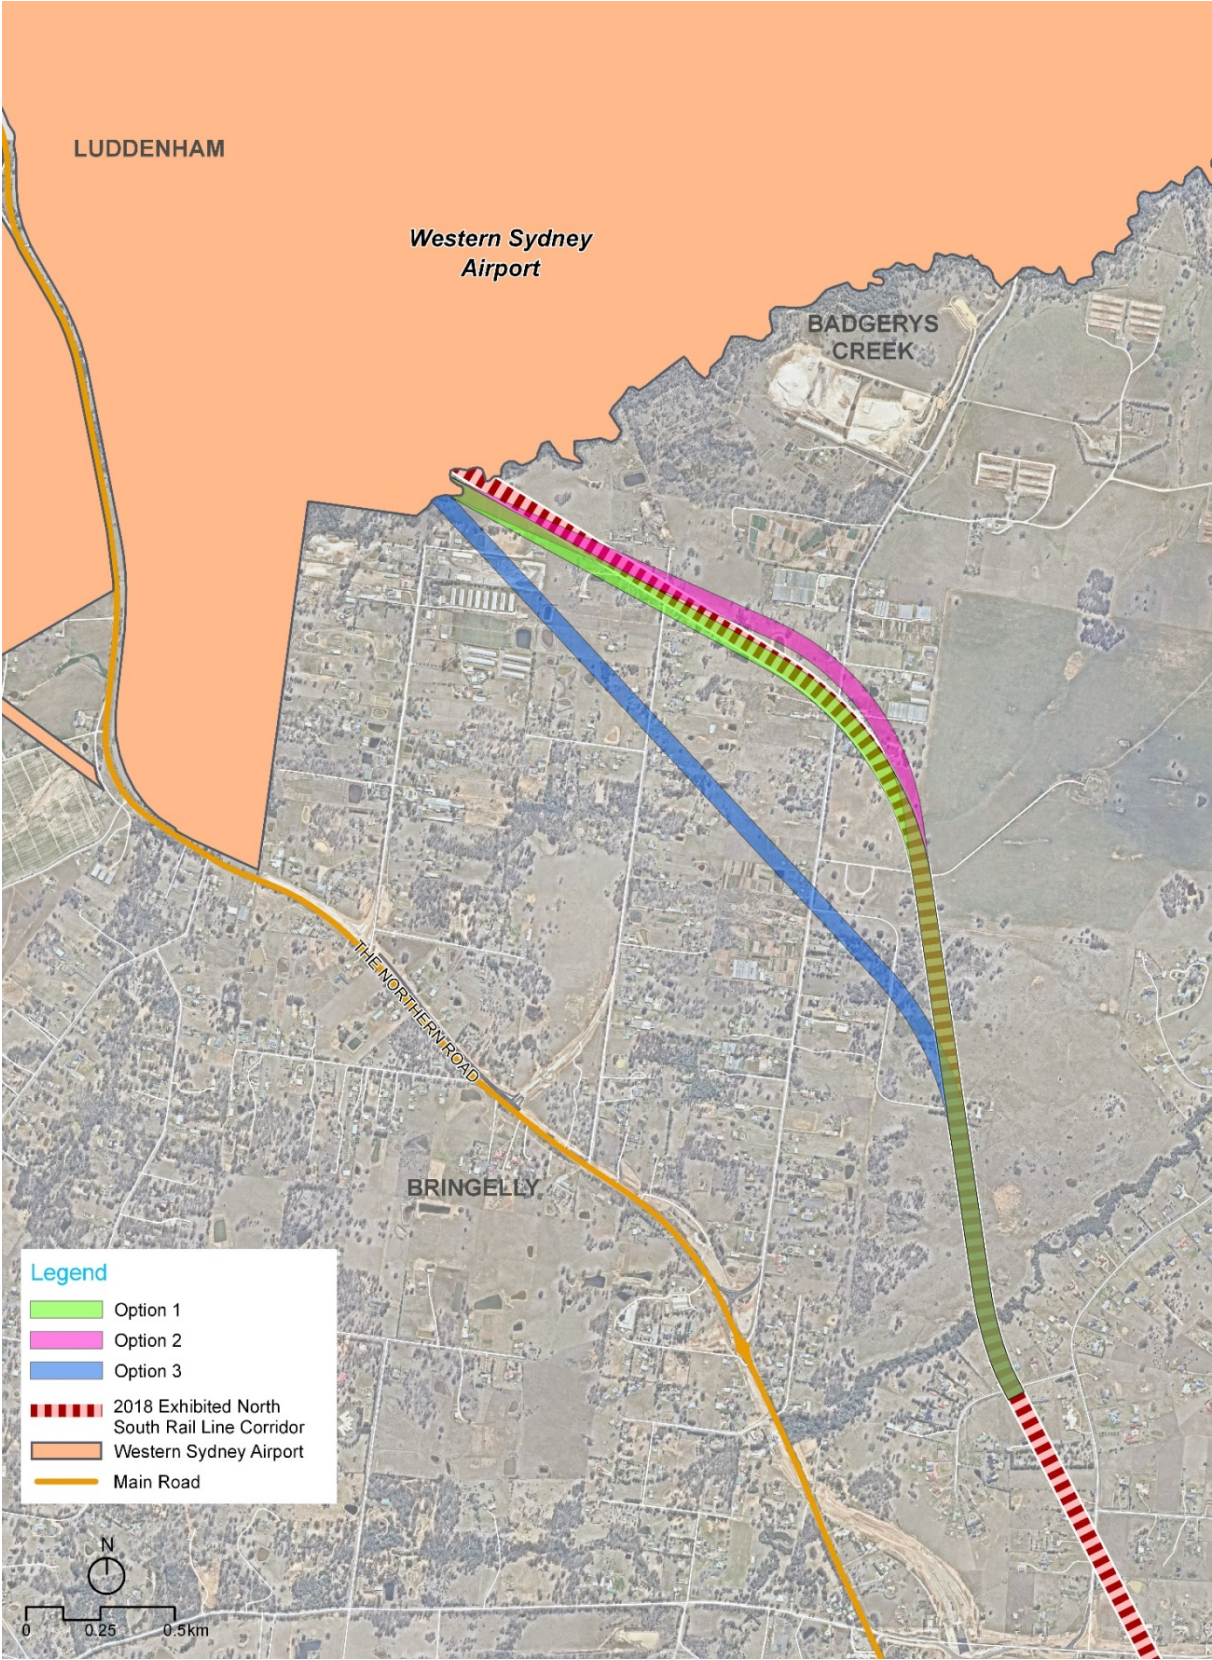 LUDDENHAM
Western Sydney
Airport
BADGERYS
CREEK
THE NORTHERN ROAD
BRINGELLY
Legend
Option 1
Option 2
Option 3
2018 Exhibited North
South Rail Line Corridor
Western Sydney Airport
Main Road
N
0 0.25 0.5km